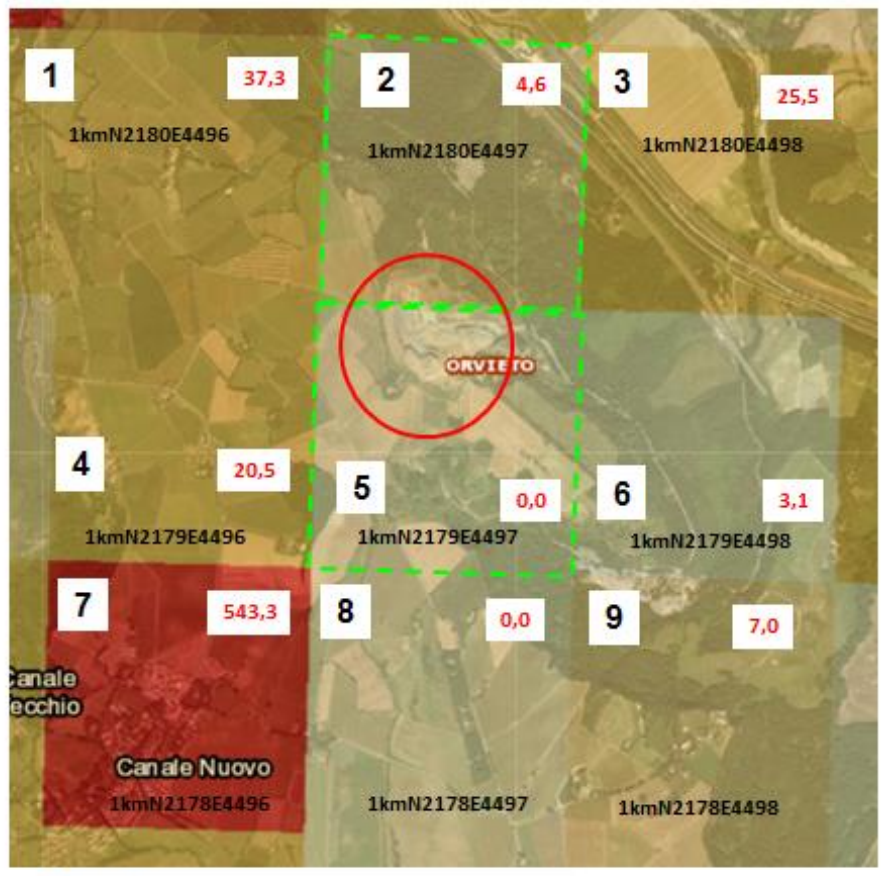 1
37,3
1kmN2180E4496
2
4,6
1kmN2180E4497
3
25,5
1kmN2180E4498
ORVIETO
4
20,5
1kmN2179E4496
5
0,0
1kmN2179E4497
6
3,1
1kmN2179E4498
7
543,3
Canale
ecchio
Canale Nuovo
1kmN2178E4496
8
0,0
1kmN2178E4497
9
7,0
1kmN2178E4498